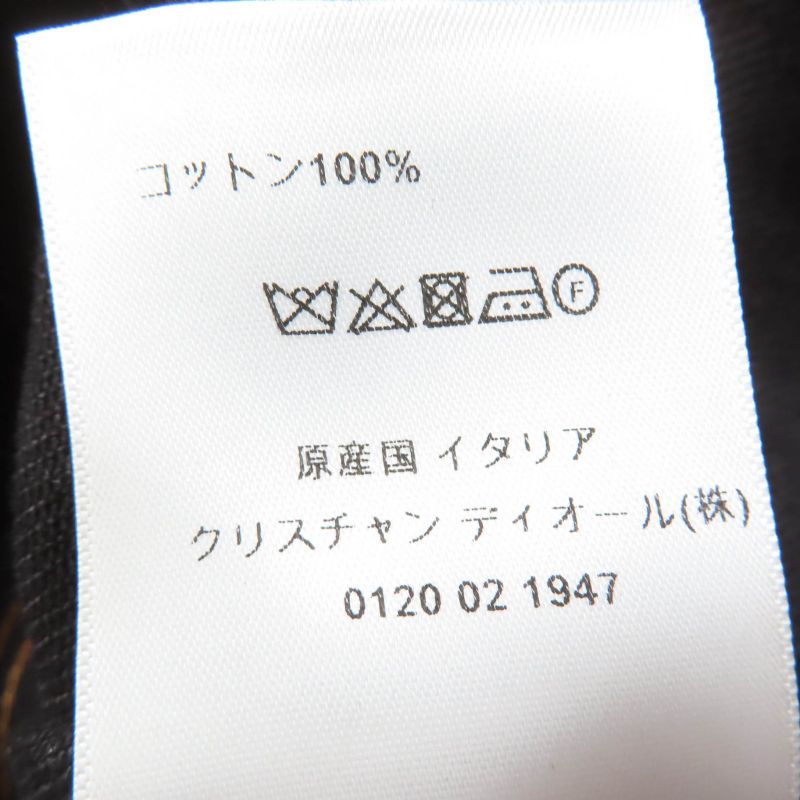 コットン100%
F
原産国 イタリア
クリスチャン ディオール(株)
0120 02 1947